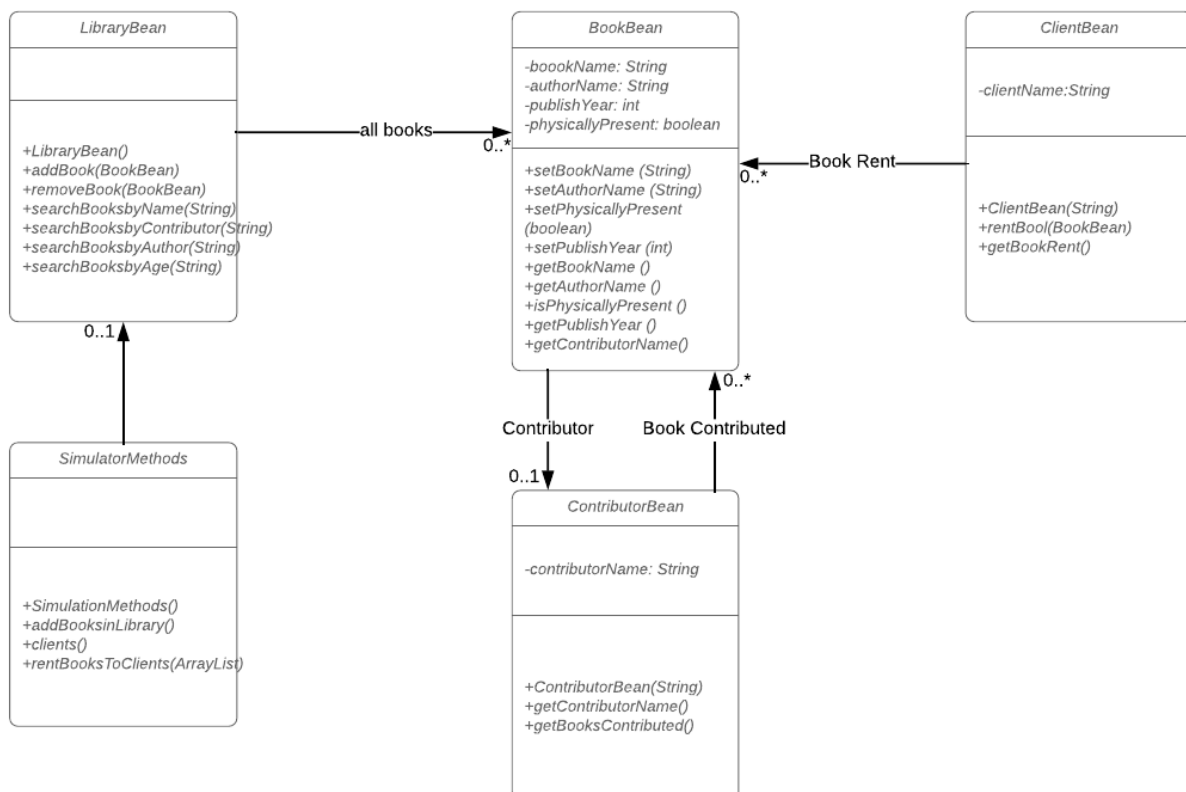 LibraryBean
+LibraryBean()
+addBook(BookBean)
+removeBook(BookBean)
+searchBooksbyName(String)
+searchBooksbyContributor(String)
+searchBooksbyAuthor(String)
+searchBooksbyAge(String)
all books
0..*
BookBean
-boookName: String
-authorName: String
-publishYear: int
-physicallyPresent: boolean
+setBookName (String)
+setAuthorName (String)
+setPhysicallyPresent
(boolean)
+setPublishYear (int)
+getBookName ()
+getAuthorName ()
+isPhysicallyPresent ()
+getPublishYear ()
+getContributorName()
Book Rent
0..*
ClientBean
-clientName:String
+ClientBean(String)
+rentBool(BookBean)
+getBookRent()
0..1
SimulatorMethods
+SimulationMethods()
+addBooksinLibrary()
+clients()
+rentBooksToClients(ArrayList)
0..*
Contributor
Book Contributed
0..1
ContributorBean
-contributorName: String
+ContributorBean(String)
+getContributorName()
+getBooksContributed()